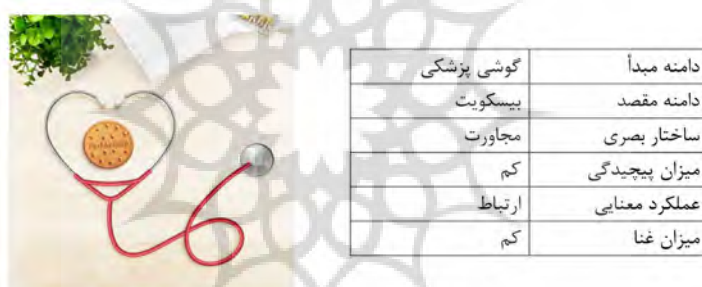 دامنه مبدأ گوشی پزشکی
دامنه مقصد بیسکویت
ساختار بصری مجاورت
میزان پیچیدگی کم
عملکرد معنایی ارتباط
میزان غنا کم